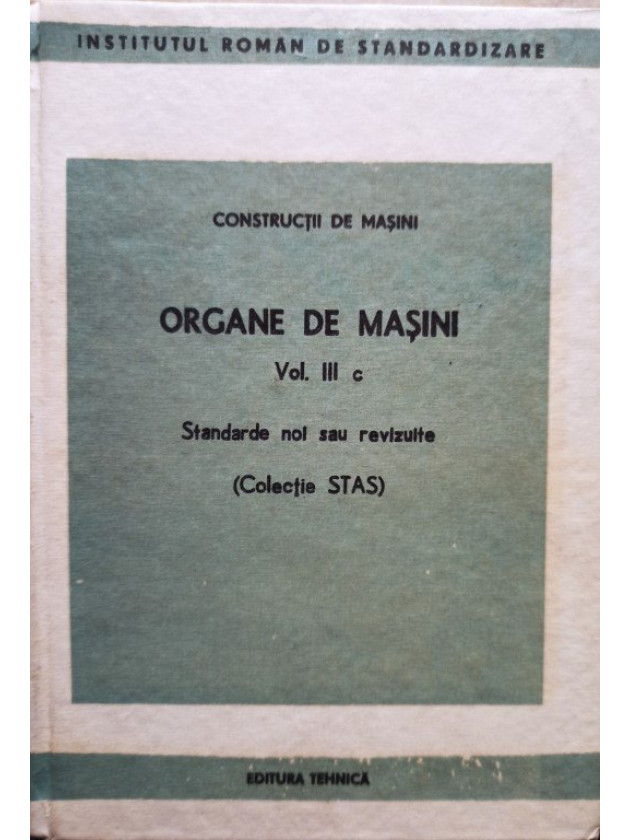 INSTITUTUL ROMÂN DE STANDARDIZARE
CONSTRUCȚII DE MAȘINI
ORGANE DE MAȘINI
Vol. III c
Standarde noi sau revizuite
(Colecție STAS)
EDITURA TEHNICĂ